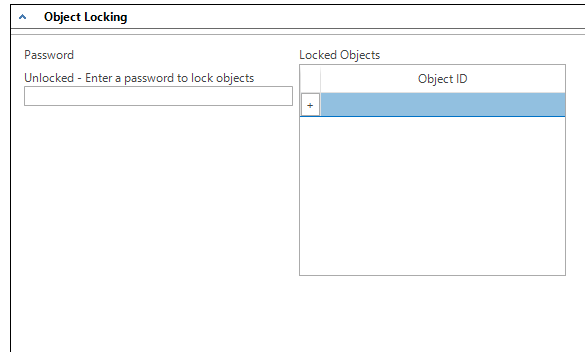 Object Locking
Password
Unlocked - Enter a password to lock objects
Locked Objects
Object ID
+